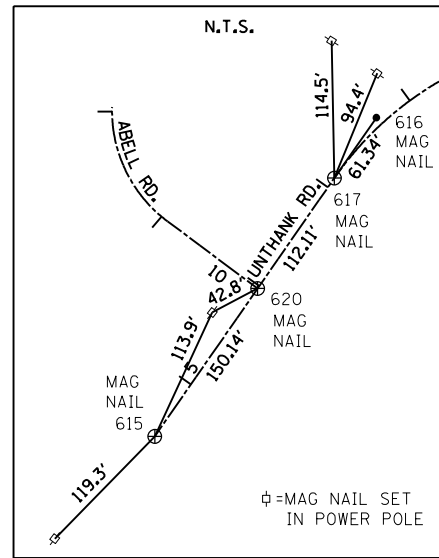 N.T.S.
114.5'
94.4'
ABELL RD.
61.34'
616
MAG
NAIL
617
MAG
NAIL
UNTHANK RD.
112.11'
10
42.8'
620
MAG
NAIL
113.9'
15
150.14'
MAG
NAIL
615
119.3'
=MAG NAIL SET
IN POWER POLE